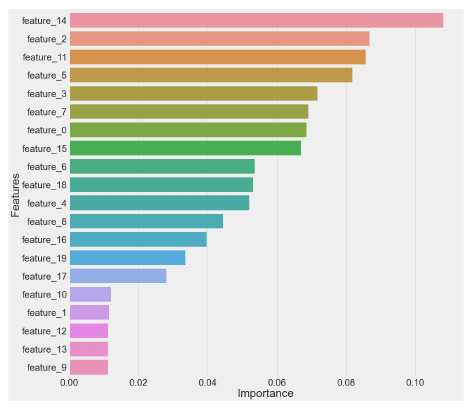 feature_14
feature_2
feature_11
feature_5
feature_3
feature_7
feature_0
feature_15
feature_6
feature_18
feature_4
feature_8
feature_16
feature_19
feature_17
feature_10
feature_1
feature_12
feature_13
feature_9
Features
0.00 0.02 0.04 0.06 0.08 0.10
Importance